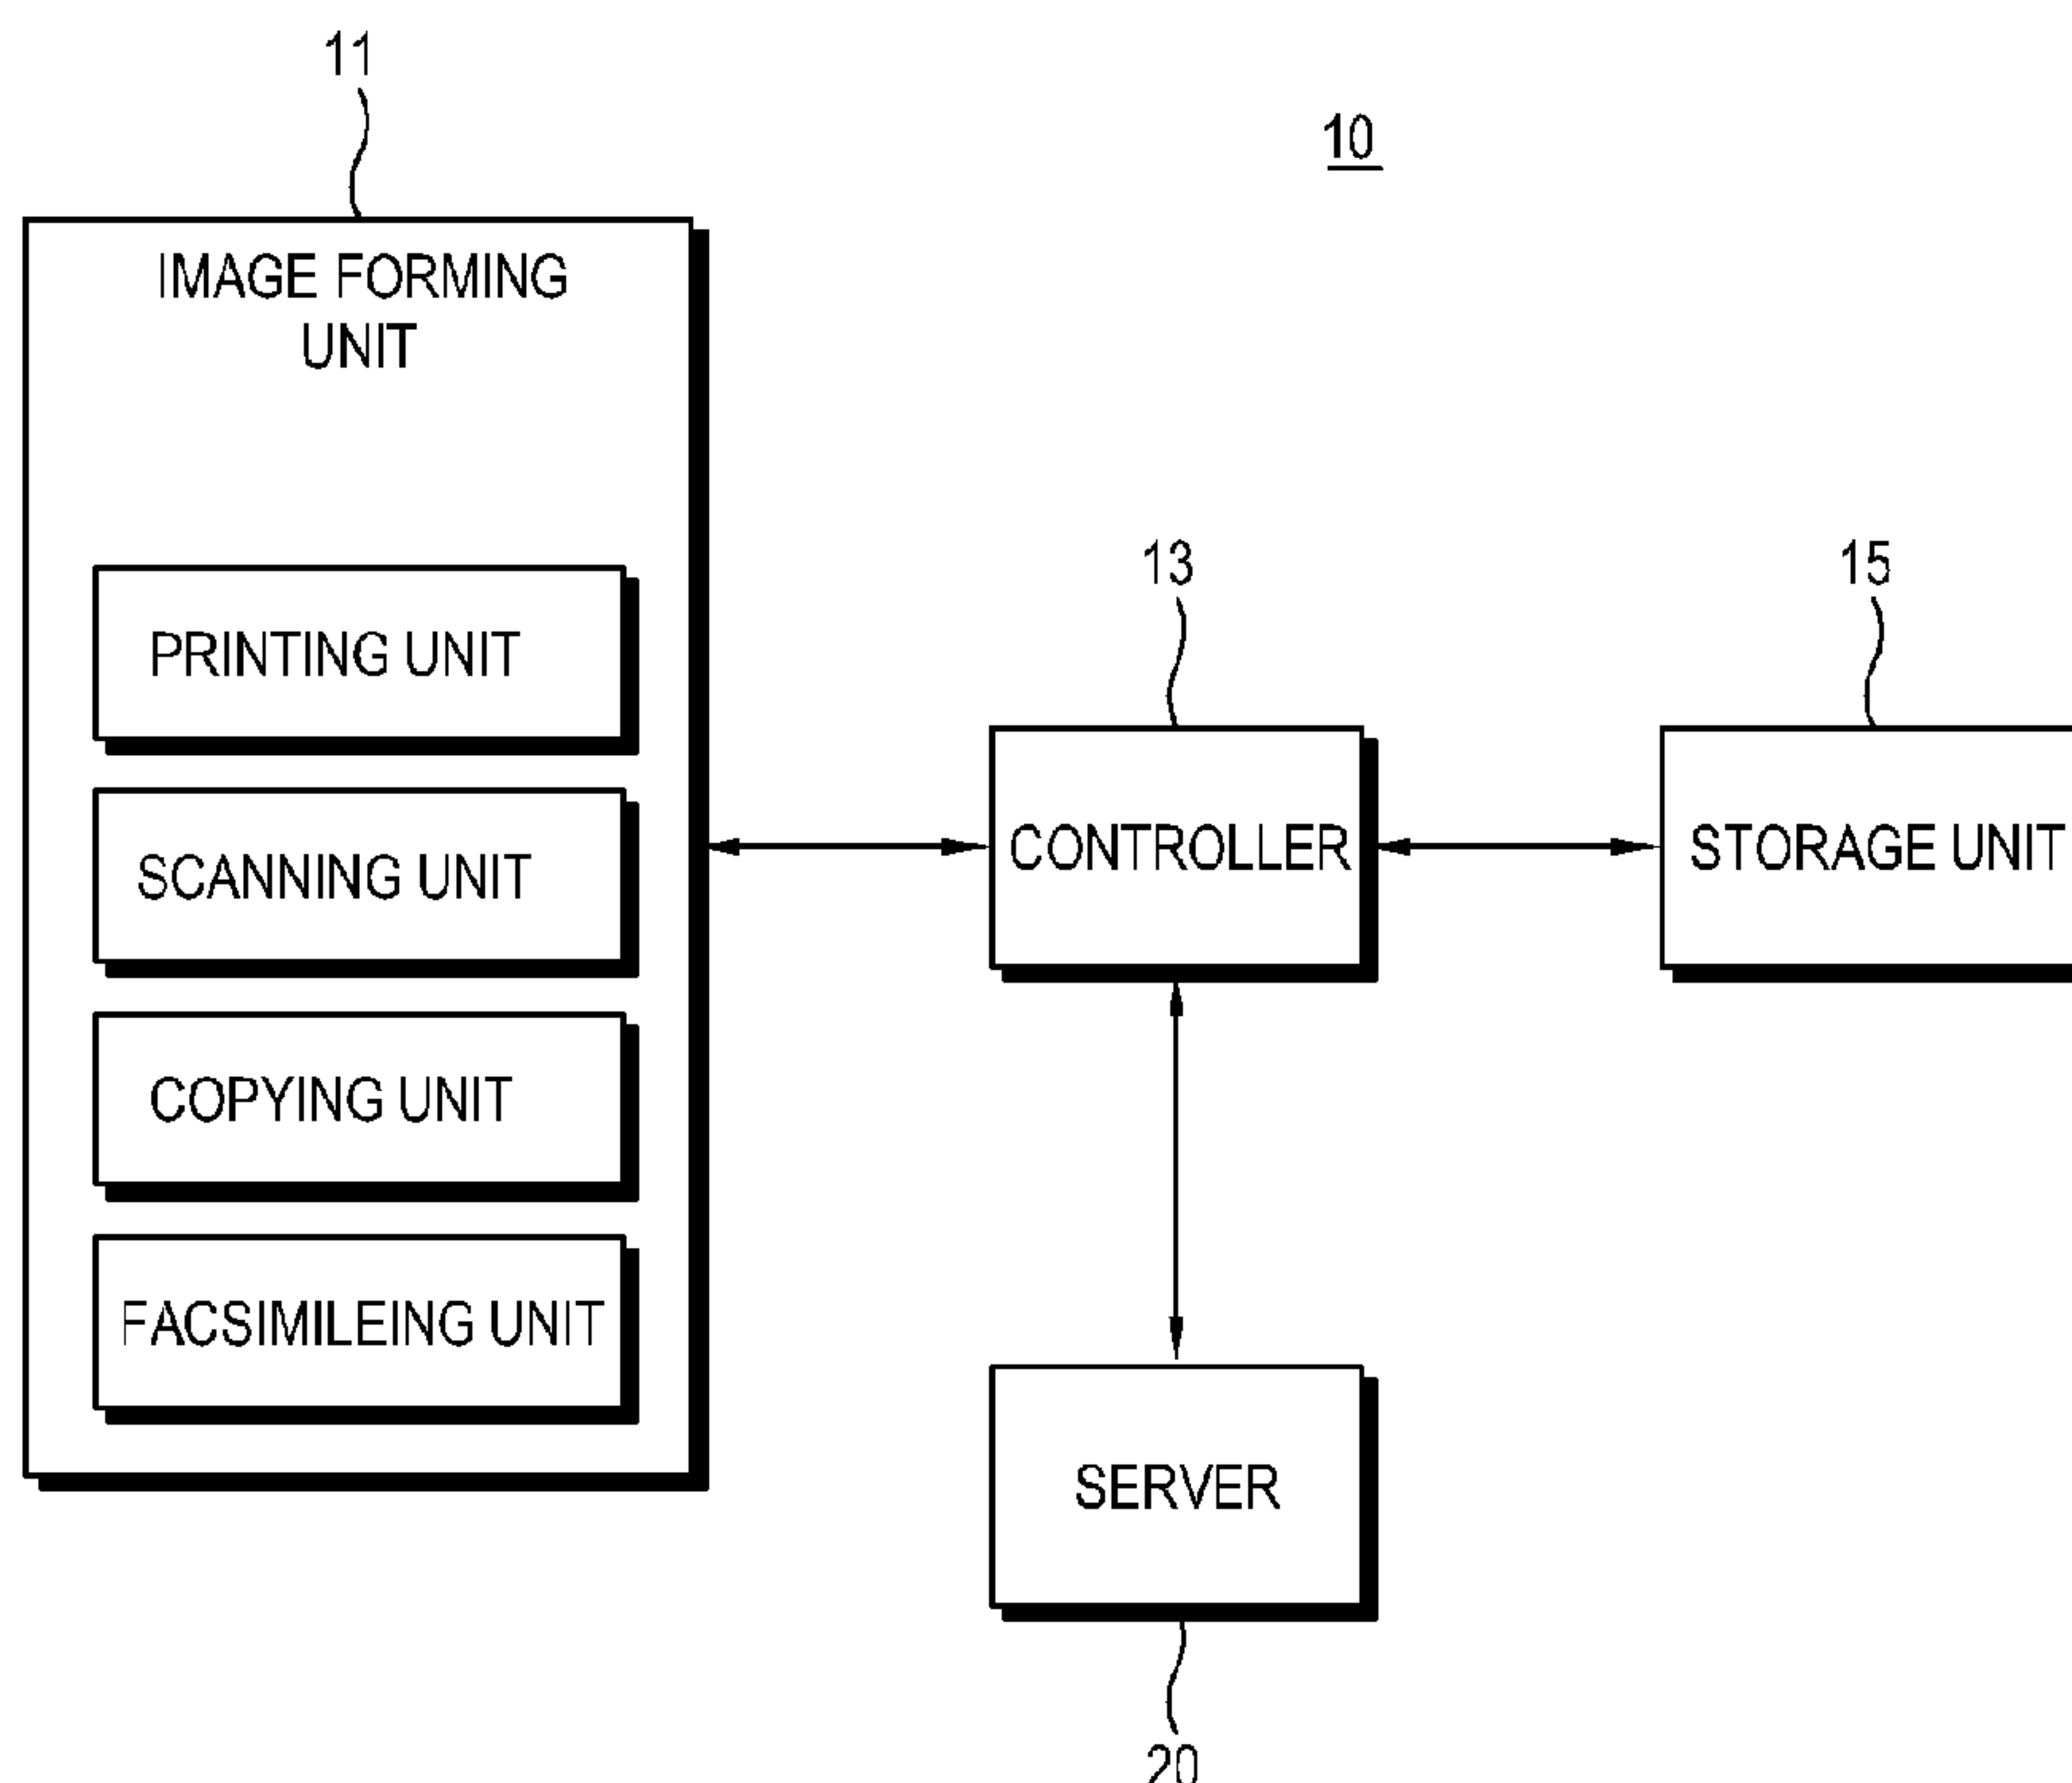 11
10
IMAGE FORMING
UNIT
13
15
PRINTING UNIT
CONTROLLER
STORAGE UNIT
SCANNING UNIT
COPYING UNIT
FACSIMILEING UNIT
SERVER
20